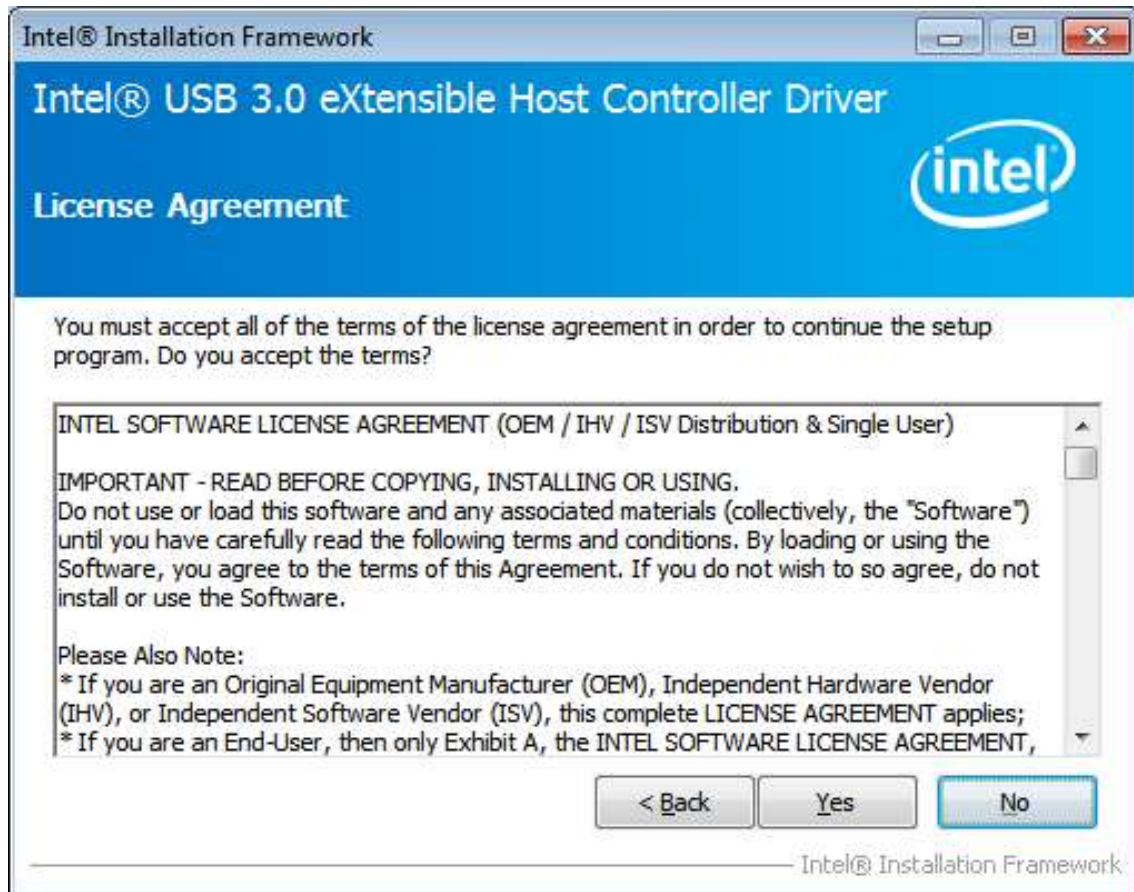 Intel® Installation Framework
Intel® USB 3.0 eXtensible Host Controller Driver
intel
License Agreement
You must accept all of the terms of the license agreement in order to continue the setup
program. Do you accept the terms?
INTEL SOFTWARE LICENSE AGREEMENT (OEM / IHV / ISV Distribution & Single User)
IMPORTANT - READ BEFORE COPYING, INSTALLING OR USING.
Do not use or load this software and any associated materials (collectively, the "Software")
until you have carefully read the following terms and conditions. By loading or using the
Software, you agree to the terms of this Agreement. If you do not wish to so agree, do not
install or use the Software.
Please Also Note:
* If you are an Original Equipment Manufacturer (OEM), Independent Hardware Vendor
(IHV), or Independent Software Vendor (ISV), this complete LICENSE AGREEMENT applies;
* If you are an End-User, then only Exhibit A, the INTEL SOFTWARE LICENSE AGREEMENT,
< Back
Yes
No
Intel® Installation Framework